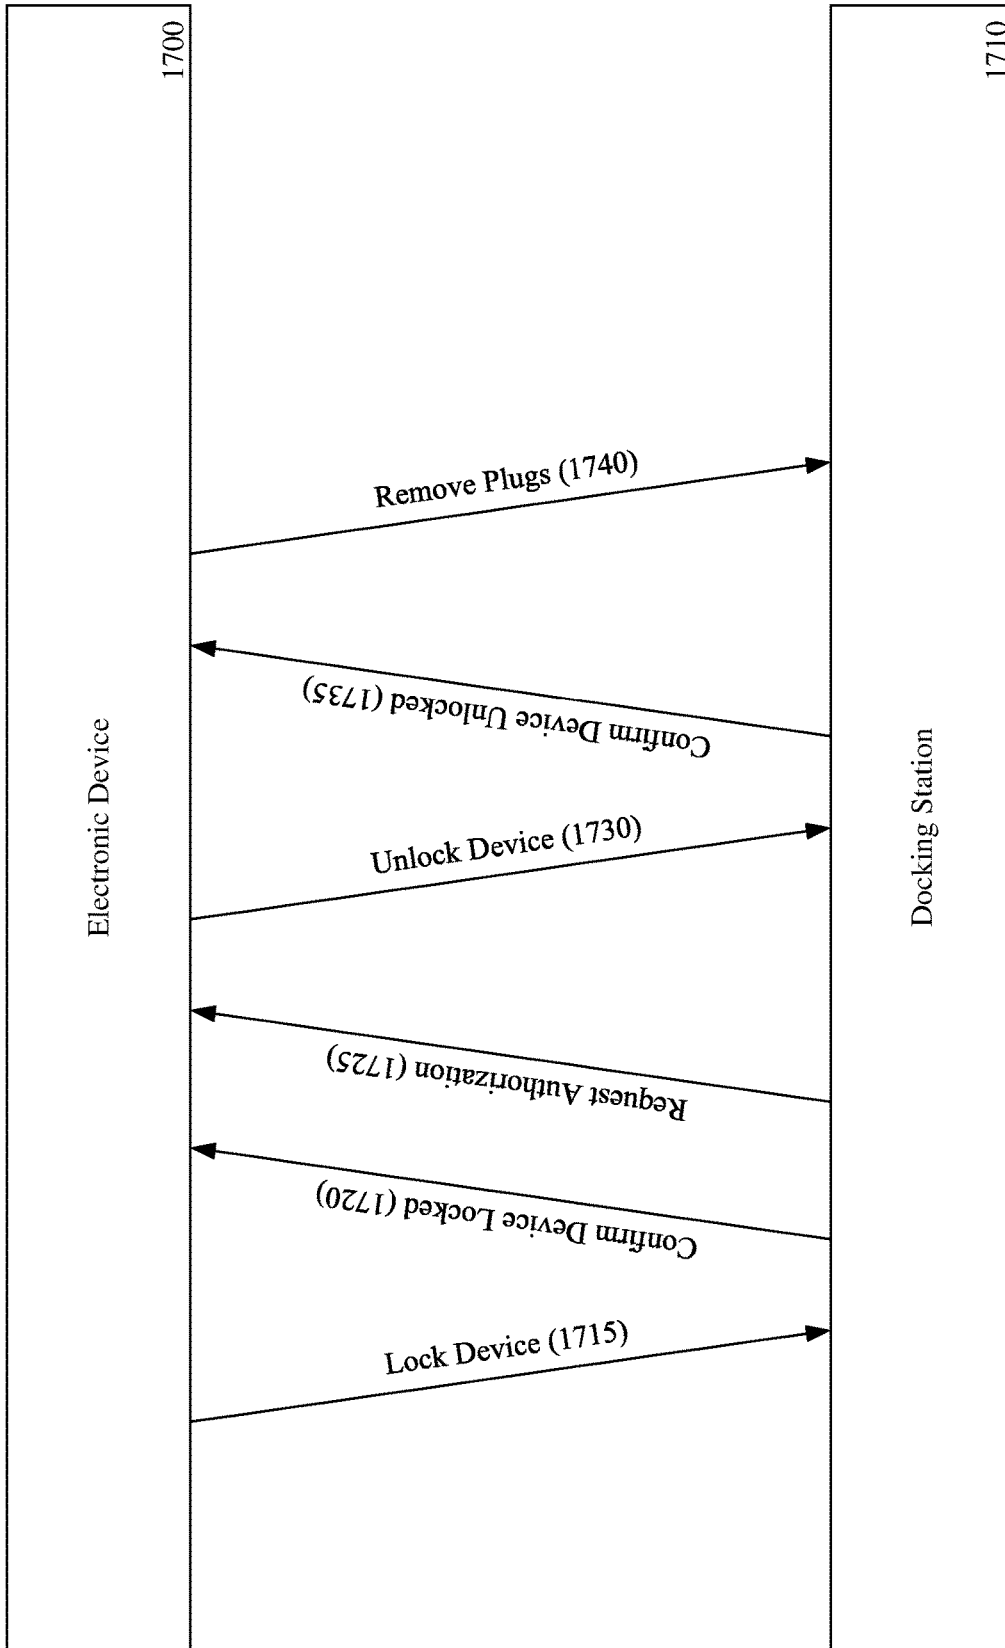 Electronic Device
1700
Lock Device (1715)
Confirm Device Locked (1720)
Request Authorization (1725)
Unlock Device (1730)
Confirm Device Unlocked (1735)
Remove Plugs (1740)
Docking Station
1710